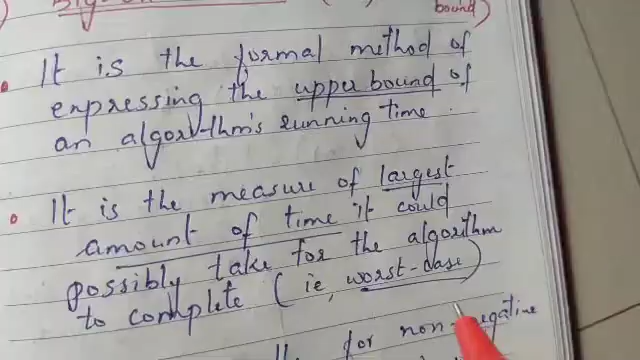 bound)
It is the formal method of
expressing the upper bound of
an algorithm's running time.
It is the measure of largest
amount of time it could
possibly take for the algorithm
to complete (ie, worst-case)
for non-negative